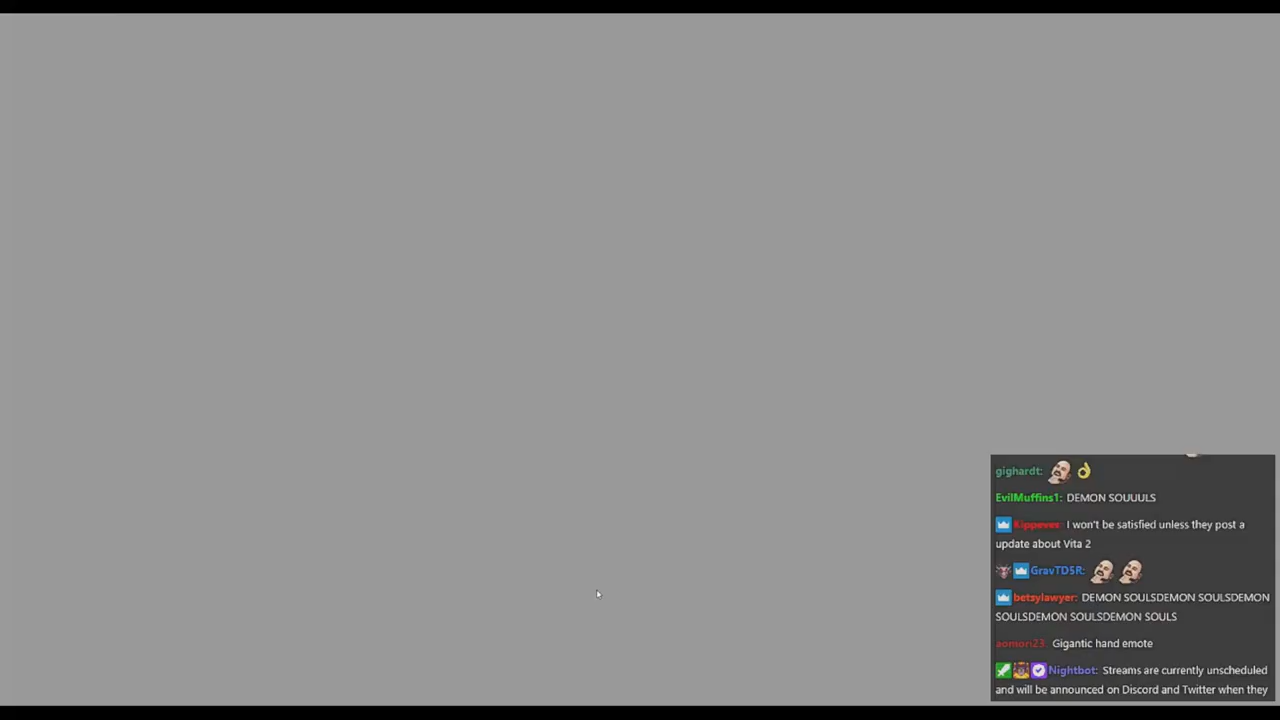 gighardt:
EvilMuffins1: DEMON SOUUULS
Kippeves: I won't be satisfied unless they post a
update about Vita 2
GravTDSR:
betsylawyer: DEMON SOULSDEMON SOULSDEMON
SOULSDEMON SOULSDEMON SOULS
aomori23: Gigantic hand emote
Nightbot: Streams are currently unscheduled
and will be announced on Discord and Twitter when they